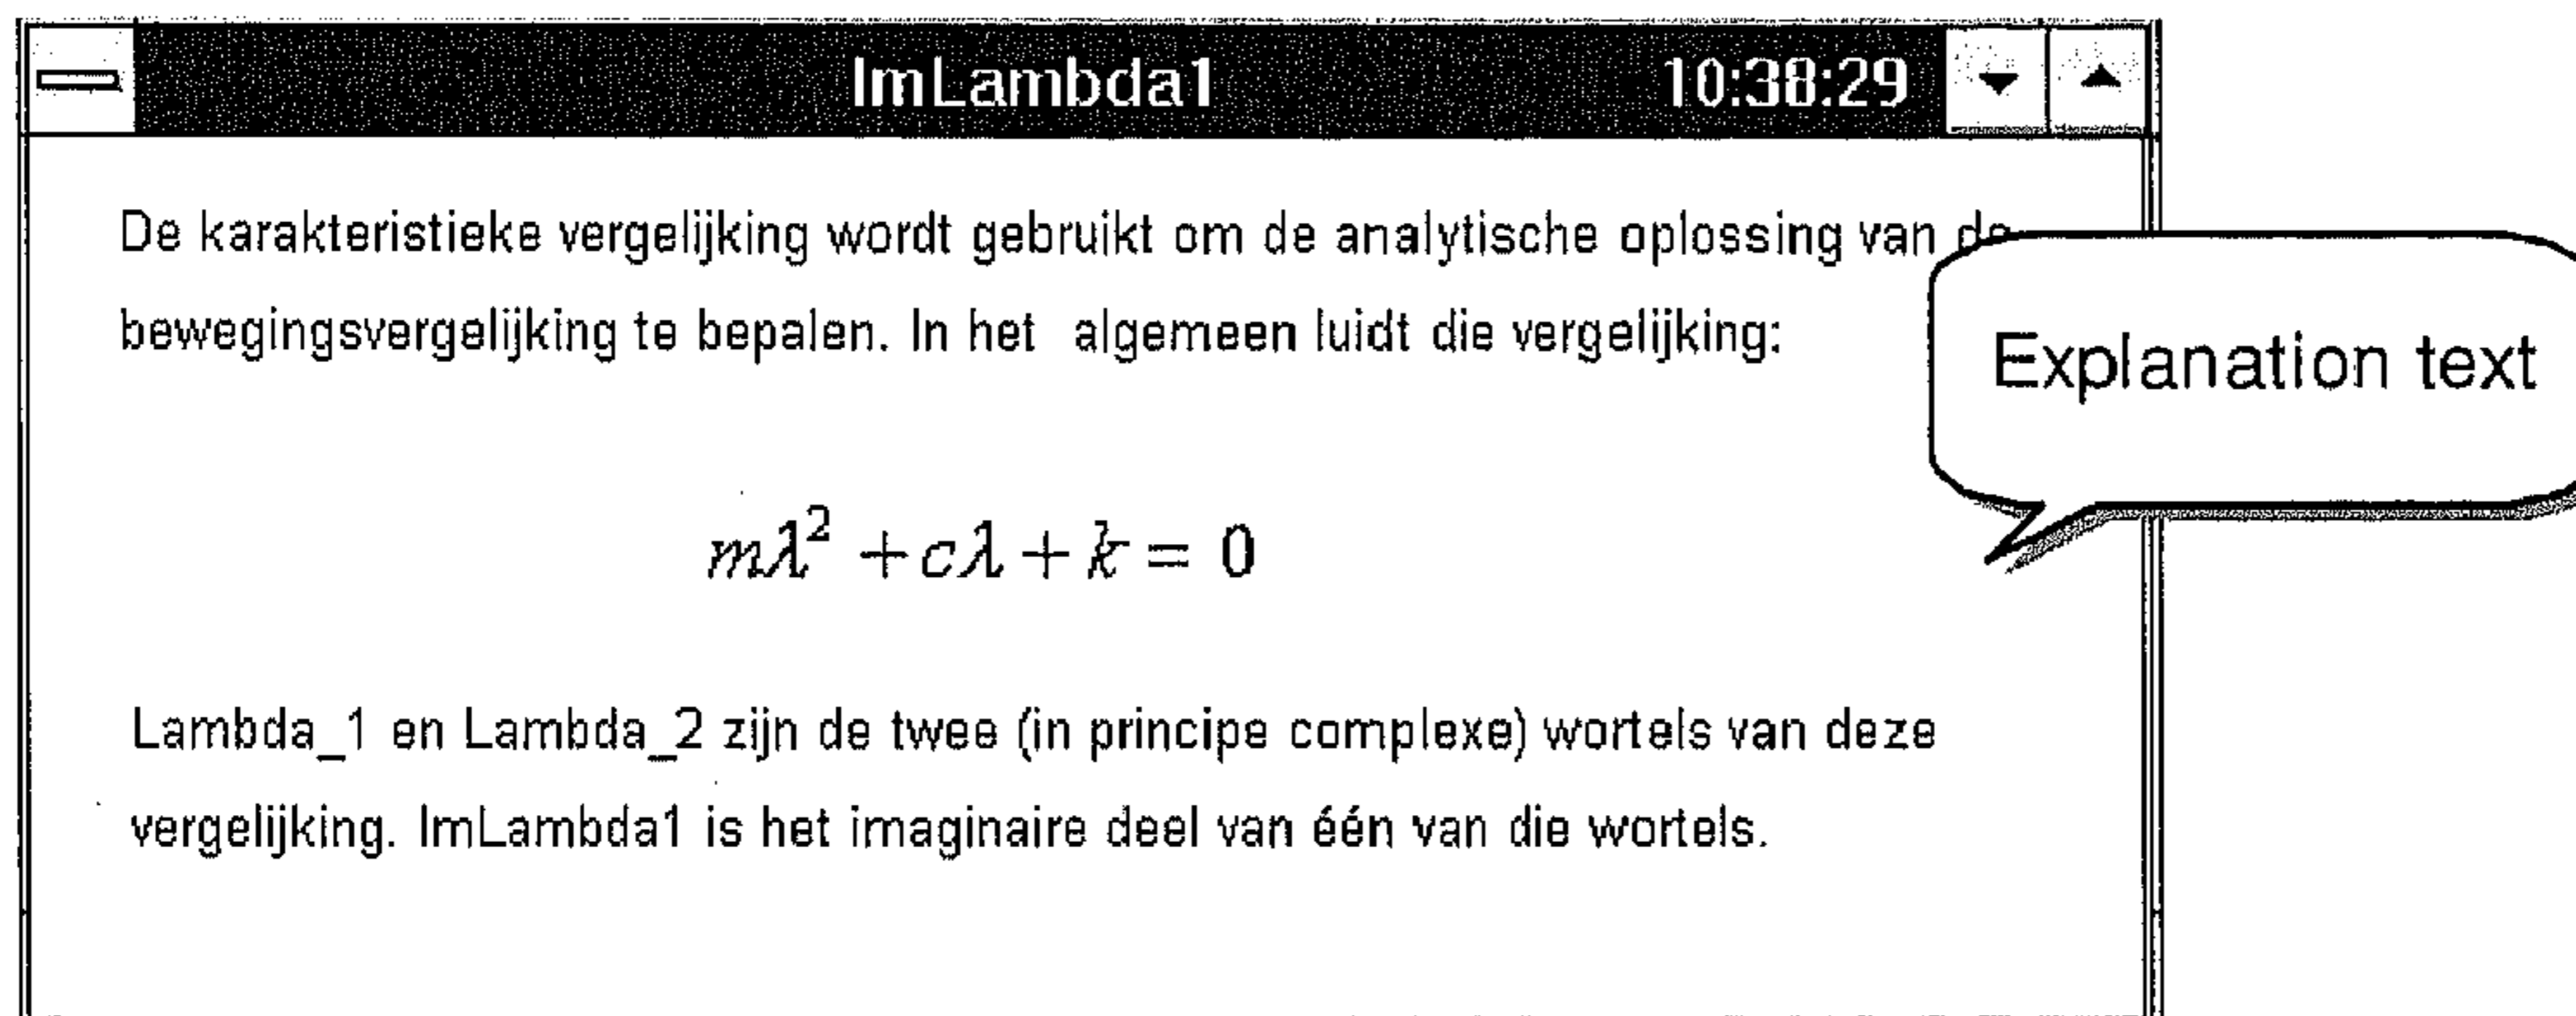 ImLambda1 10:38:29
De karakteristieke vergelijking wordt gebruikt om de analytische oplossing van de
bewegingsvergelijking te bepalen. In het algemeen luidt die vergelijking:
Explanation text
mλ² + cλ + k = 0
Lambda_1 en Lambda_2 zijn de twee (in principe complexe) wortels van deze
vergelijking. ImLambda1 is het imaginaire deel van één van die wortels.